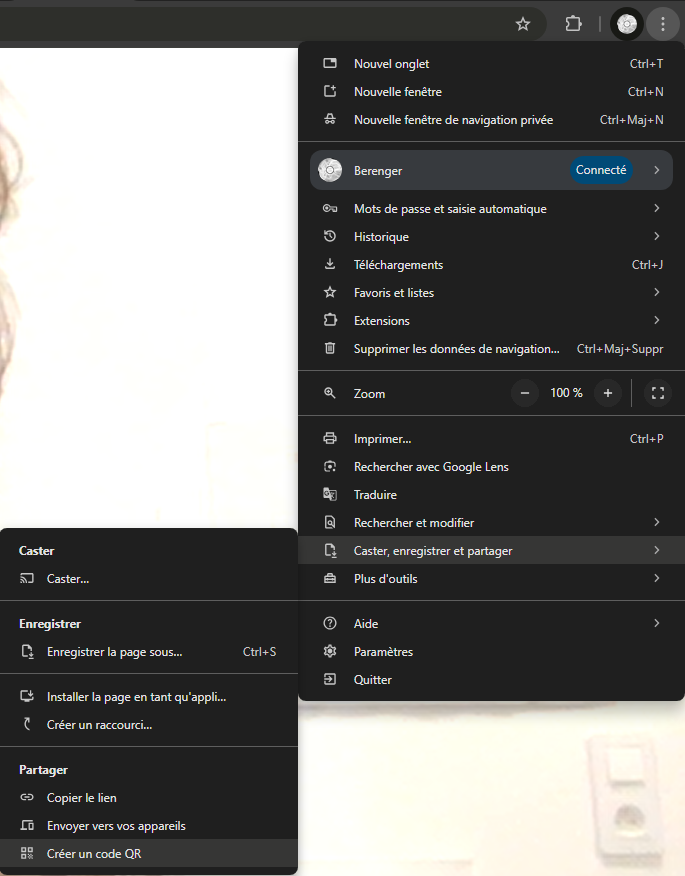 Nouvel onglet Ctrl+T
Nouvelle fenêtre Ctrl+N
Nouvelle fenêtre de navigation privée Ctrl+Maj+N
Berenger Connecté
Mots de passe et saisie automatique
Historique
Téléchargements Ctrl+J
Favoris et listes
Extensions
Supprimer les données de navigation... Ctrl+Maj+Suppr
Zoom − 100 % +
Imprimer... Ctrl+P
Rechercher avec Google Lens
Traduire
Rechercher et modifier
Caster, enregistrer et partager
Plus d'outils
Aide
Paramètres
Quitter
Caster
Caster...
Enregistrer
Enregistrer la page sous... Ctrl+S
Installer la page en tant qu'appli...
Créer un raccourci...
Partager
Copier le lien
Envoyer vers vos appareils
Créer un code QR